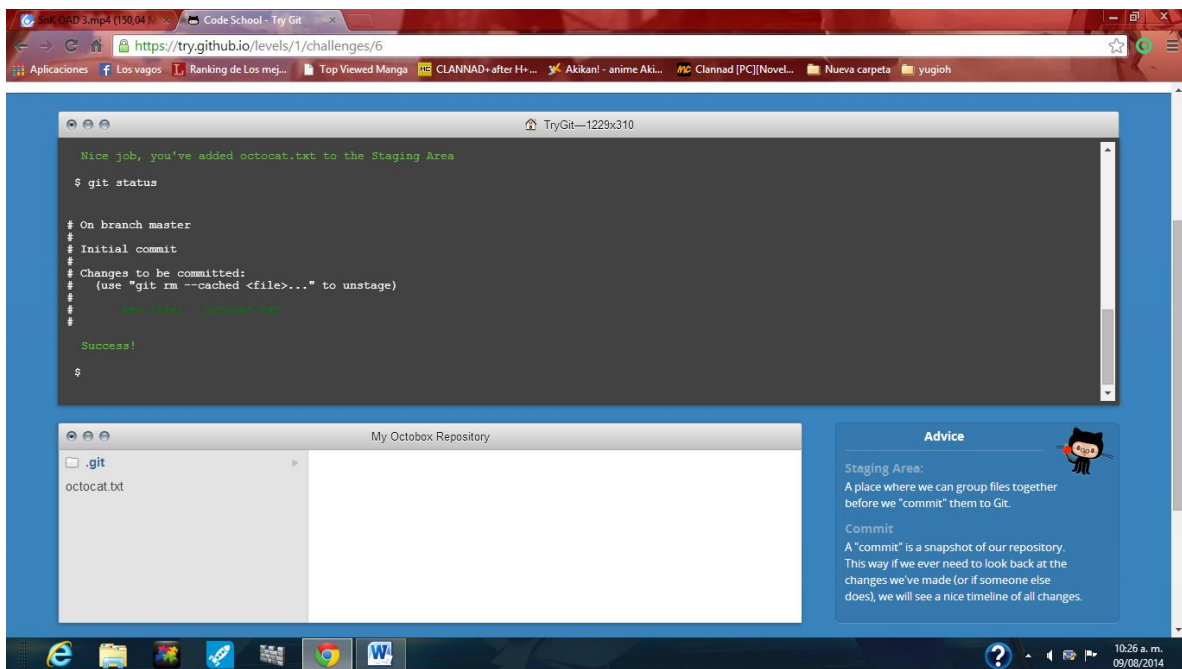 SnK OAD 3.mp4 (150,04 M
Code School - Try Git
https://try.github.io/levels/1/challenges/6
Aplicaciones Los vagos Ranking de Los mej... Top Viewed Manga CLANNAD+after H+... Akikan! - anime Aki... Clannad [PC][Novel... Nueva carpeta yugioh
TryGit—1229x310
Nice job, you've added octocat.txt to the Staging Area
$ git status
# On branch master
#
# Initial commit
#
# Changes to be committed:
#   (use "git rm --cached <file>..." to unstage)
#
# new file: octocat.txt
#
Success!
$
My Octobox Repository
.git
octocat.txt
Advice
Staging Area:
A place where we can group files together
before we "commit" them to Git.
Commit
A "commit" is a snapshot of our repository.
This way if we ever need to look back at the
changes we've made (or if someone else
does), we will see a nice timeline of all changes.
10:26 a. m.
09/08/2014